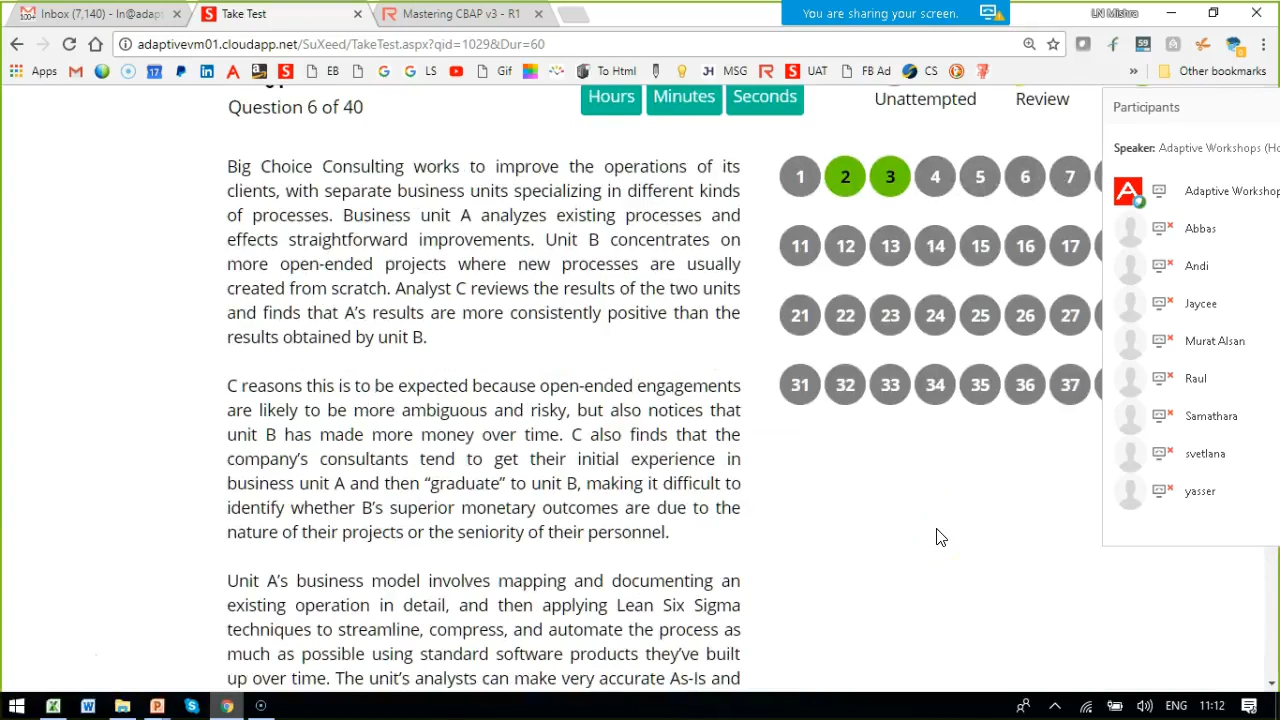 Inbox (7,140) - ln@adap
Take Test
Mastering CBAP v3 - R1
You are sharing your screen.
LN Mishra
adaptivevm01.cloudapp.net/SuXeed/TakeTest.aspx?qid=1029&Dur=60
59
Apps
17
EB
LS
Gif
To Html
JH
MSG
UAT
FB Ad
CS
»
Other bookmarks
Question 6 of 40
Hours
Minutes
Seconds
Unattempted
Review
Participants
Speaker: Adaptive Workshops (Ho
Adaptive Workshop
Abbas
Andi
Jaycee
Murat Alsan
Raul
Samathara
svetlana
yasser
Big Choice Consulting works to improve the operations of its
clients, with separate business units specializing in different kinds
of processes. Business unit A analyzes existing processes and
effects straightforward improvements. Unit B concentrates on
more open-ended projects where new processes are usually
created from scratch. Analyst C reviews the results of the two units
and finds that A's results are more consistently positive than the
results obtained by unit B.
C reasons this is to be expected because open-ended engagements
are likely to be more ambiguous and risky, but also notices that
unit B has made more money over time. C also finds that the
company's consultants tend to get their initial experience in
business unit A and then “graduate” to unit B, making it difficult to
identify whether B's superior monetary outcomes are due to the
nature of their projects or the seniority of their personnel.
Unit A's business model involves mapping and documenting an
existing operation in detail, and then applying Lean Six Sigma
techniques to streamline, compress, and automate the process as
much as possible using standard software products they've built
up over time. The unit's analysts can make very accurate As-Is and
1 2 3 4 5 6 7
11 12 13 14 15 16 17
21 22 23 24 25 26 27
31 32 33 34 35 36 37
ENG
11:12